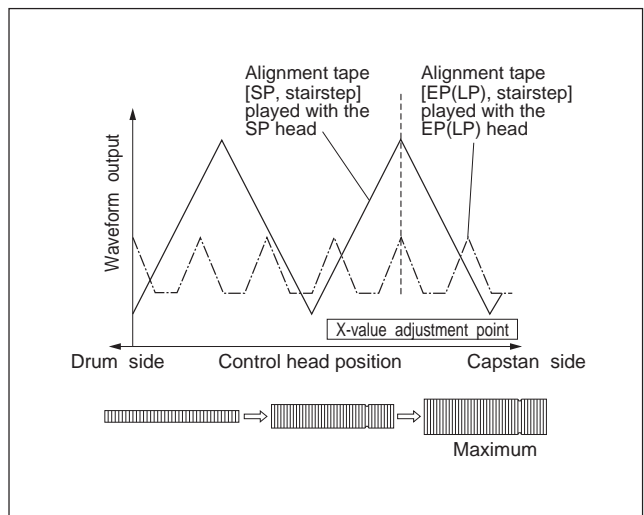 Alignment tape
[SP, stairstep]
played with the
SP head
Alignment tape
[EP(LP), stairstep]
played with the
EP(LP) head
Waveform output
X-value adjustment point
Drum side
Control head position
Capstan side
Maximum